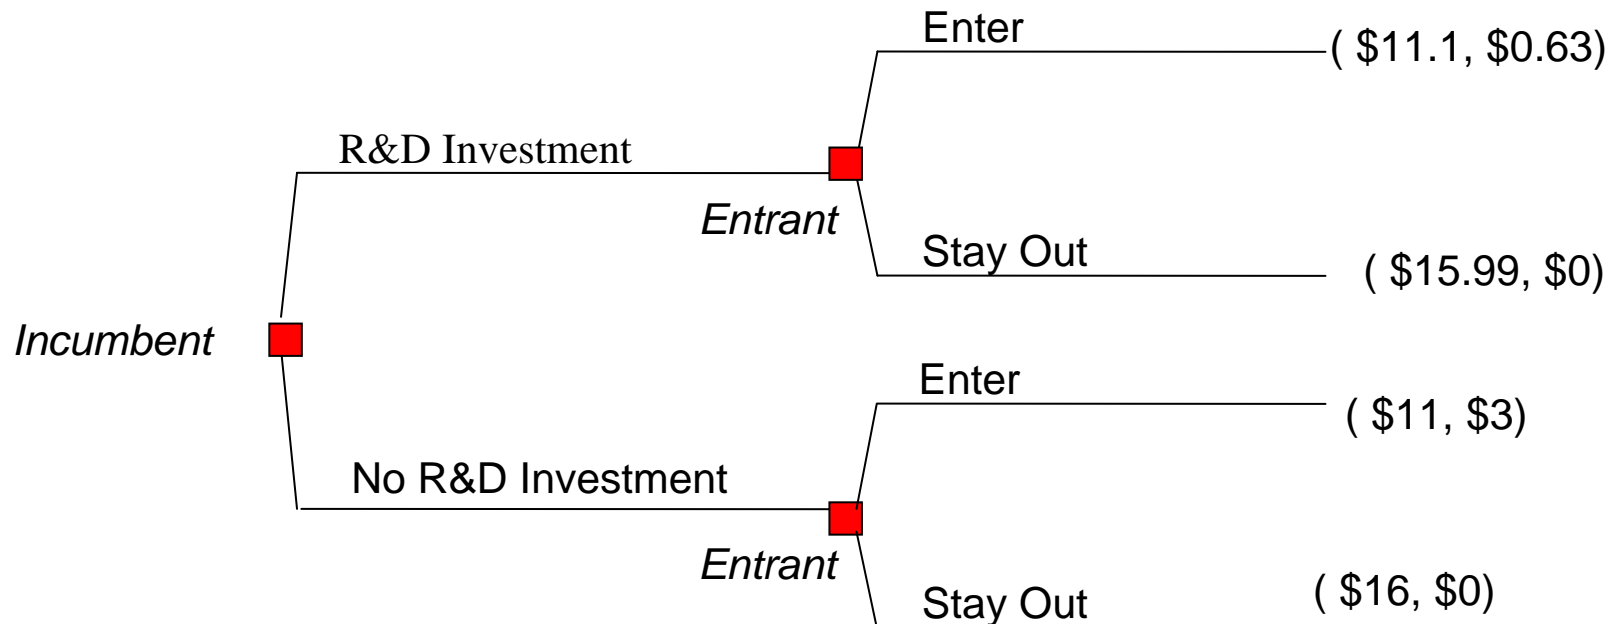 Enter
( $11.1, $0.63)
R&D Investment
Entrant
Stay Out
( $15.99, $0)
Incumbent
Enter
( $11, $3)
No R&D Investment
Entrant
Stay Out
( $16, $0)